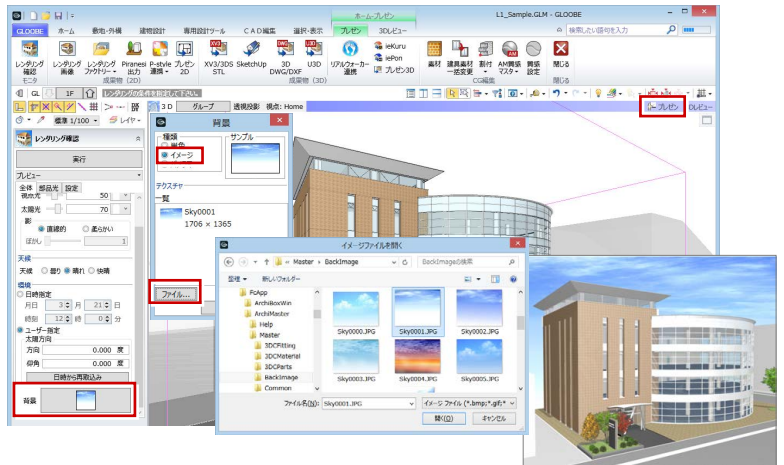 ホーム-プレゼン
L1_Sample.GLM - GLOOBE
GLOOBE ホーム 敷地・外構 建物設計 専用設計ツール CAD編集 選択・表示 プレゼン 3Dレビュー
検索したい語句を入力
レンダリング確認 レンダリング画像 レンダリングファクトリー Piranesi出力 P-style連携 プレゼン2D XV3/3DS STL SketchUp 3D DWG/DXF U3D リアルウォーカー連携 ieKuru iePon プレゼン3D 素材 建具素材一括変更 割付マスタ AM関係マスター 関係設定 閉じる
モニタ 成果物 (2D) 成果物 (3D) CG編集 閉じる
GL 1F レンダリングの条件を指定して下さい。
3D グループ 透視投影 視点: Home
プレゼン
標準 1/100 レイヤ
レンダリング確認
実行
プレビュー
全体 部品光 設定
視点光 50
太陽光 70
影
直線的 柔らかい
ぼかし 1
天候
天候 曇り 晴れ 快晴
環境
日時指定
月日 3 月 21 日
時刻 12 時 0 分
ユーザー指定
太陽方向
方向 0.000 度
仰角 0.000 度
日時から再取込み
背景
背景
種類 サンプル
単色
イメージ
テクスチャ
一覧
Sky0001
1706 × 1365
ファイル...
イメージファイルを開く
« Master › BackImage
BackImageの検索
整理 新しいフォルダー
FcApp
ArchiBoxWin
ArchiMaster
Help
Master
3DCFitting
3DCMaterial
3DCParts
BackImage
Common
Sky0000.JPG Sky0001.JPG Sky0002.JPG
Sky0003.JPG Sky0004.JPG Sky0005.JPG
ファイル名(N): Sky0001.JPG
イメージ ファイル (*.bmp;*.gif;*
開く(O) キャンセル